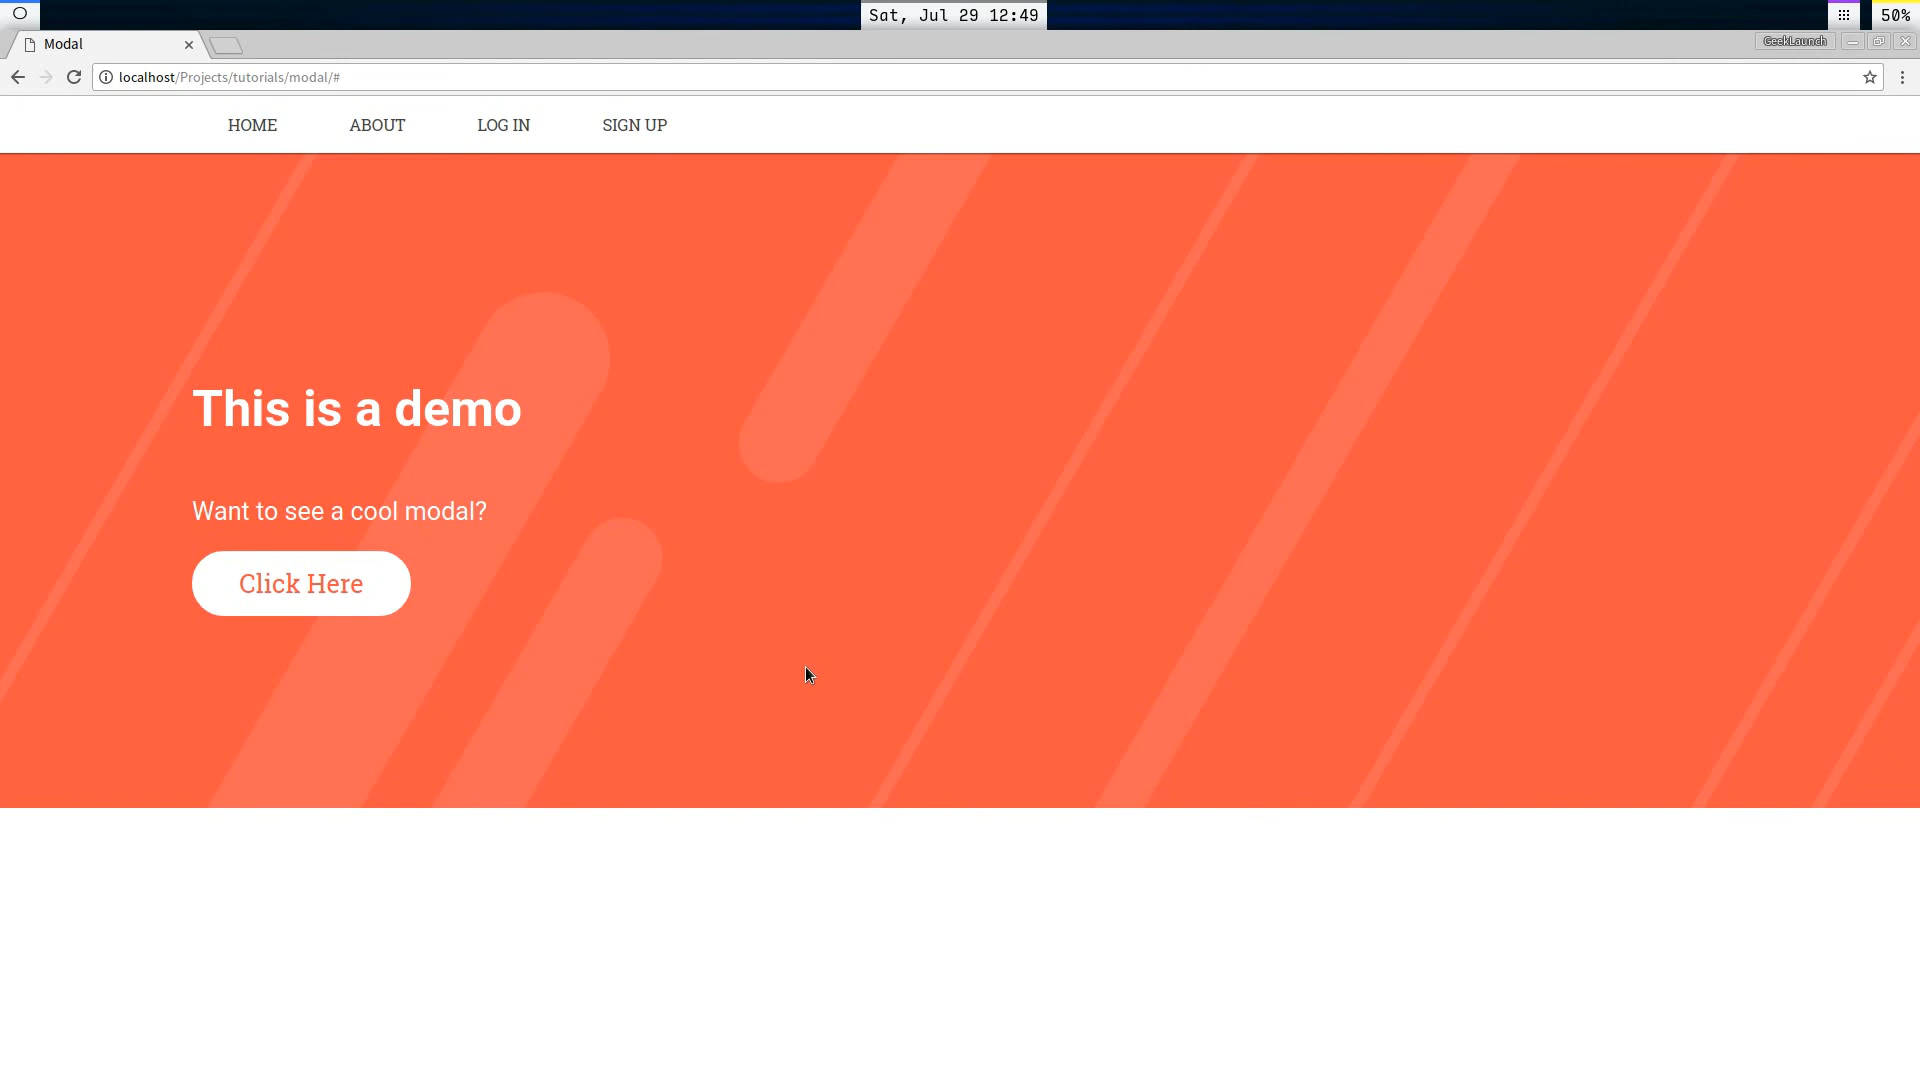 Sat, Jul 29 12:49
50%
Modal
GeekLaunch
localhost/Projects/tutorials/modal/#
HOME ABOUT LOG IN SIGN UP
This is a demo
Want to see a cool modal?
Click Here